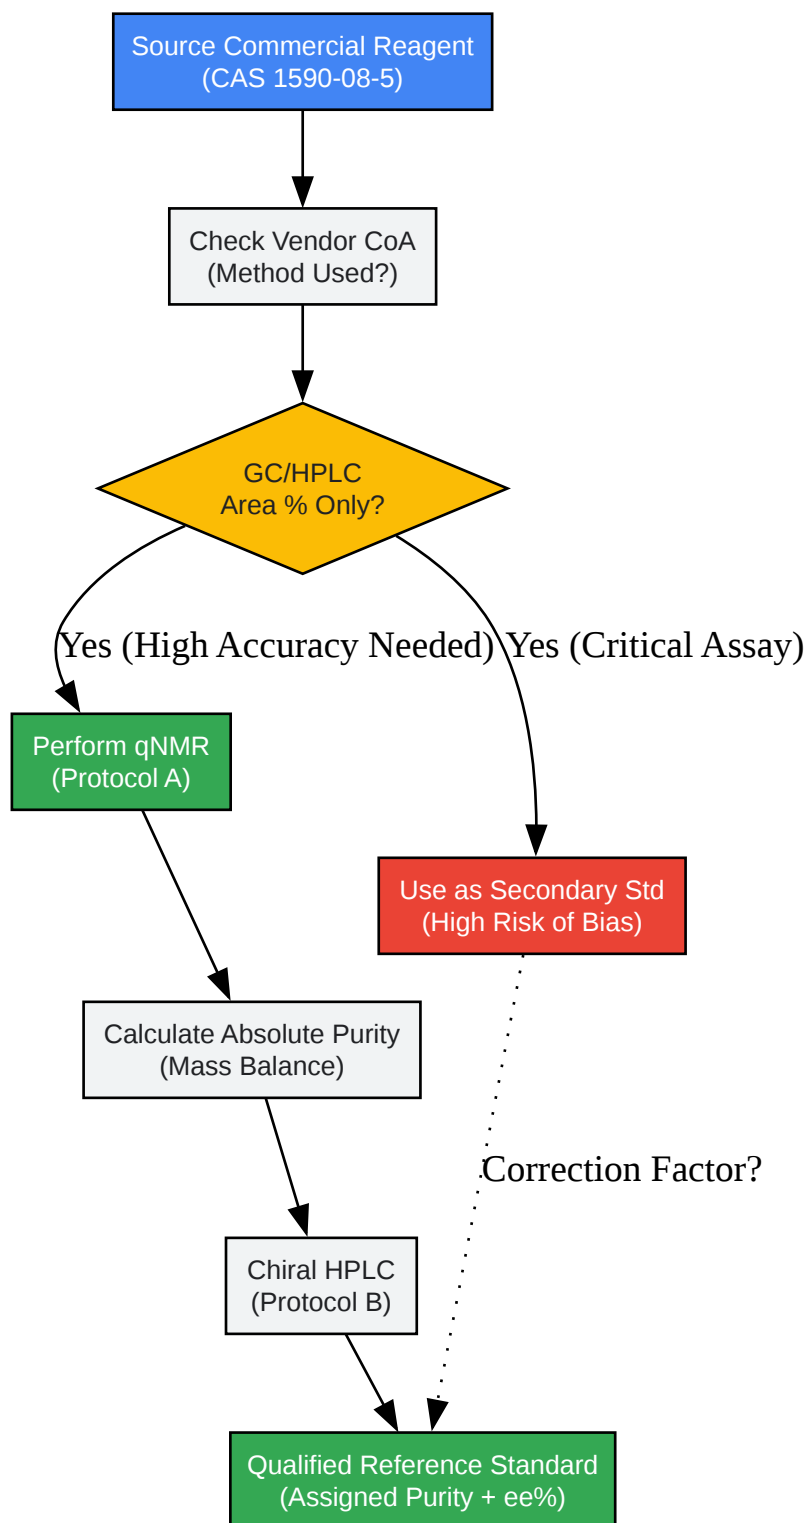 Source Commercial Reagent
(CAS 1590-08-5)
Check Vendor CoA
(Method Used?)
GC/HPLC
Area % Only?
Yes (High Accuracy Needed)
Yes (Critical Assay)
Perform qNMR
(Protocol A)
Use as Secondary Std
(High Risk of Bias)
Calculate Absolute Purity
(Mass Balance)
Correction Factor?
Chiral HPLC
(Protocol B)
Qualified Reference Standard
(Assigned Purity + ee%)